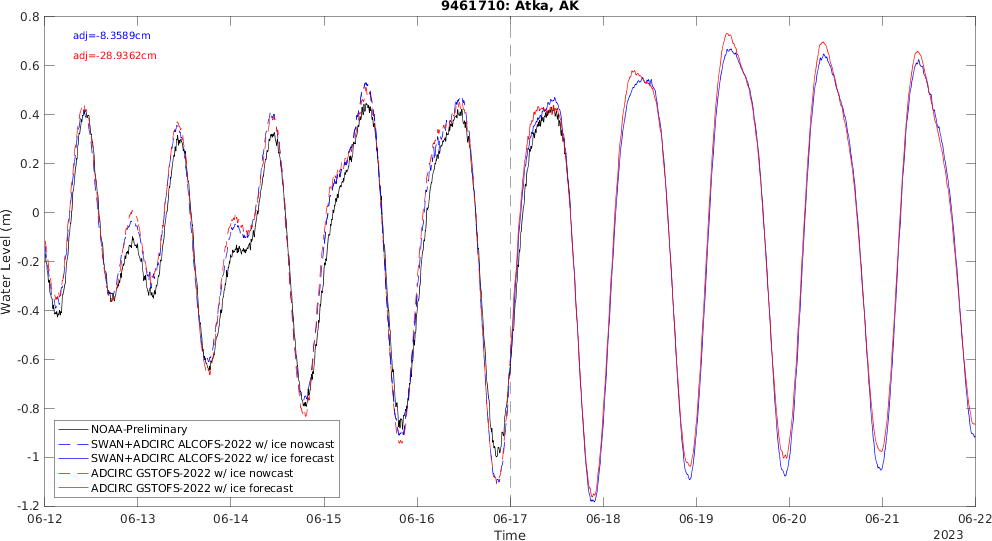 9461710: Atka, AK
adj=-8.3589cm
adj=-28.9362cm
0.8
0.6
0.4
0.2
0
-0.2
-0.4
-0.6
-0.8
-1
-1.2
Water Level (m)
NOAA-Preliminary
SWAN+ADCIRC ALCOFS-2022 w/ ice nowcast
SWAN+ADCIRC ALCOFS-2022 w/ ice forecast
ADCIRC GSTOFS-2022 w/ ice nowcast
ADCIRC GSTOFS-2022 w/ ice forecast
06-12 06-13 06-14 06-15 06-16 06-17 06-18 06-19 06-20 06-21 06-22
Time
2023